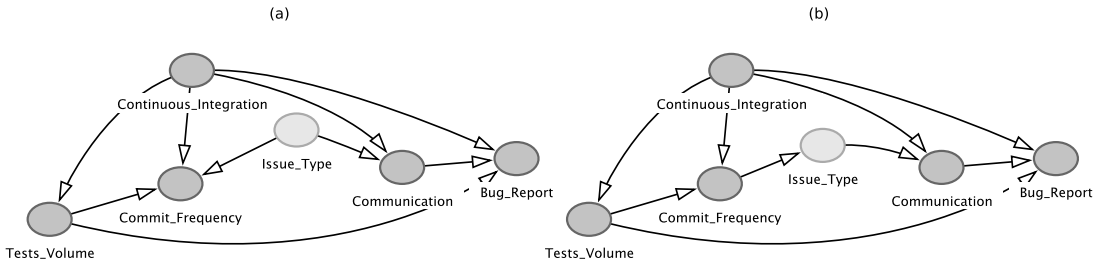 (a)
Continuous_Integration
Issue_Type
Bug_Report
Communication
Commit_Frequency
Tests_Volume
(b)
Continuous_Integration
Issue_Type
Bug_Report
Communication
Commit_Frequency
Tests_Volume